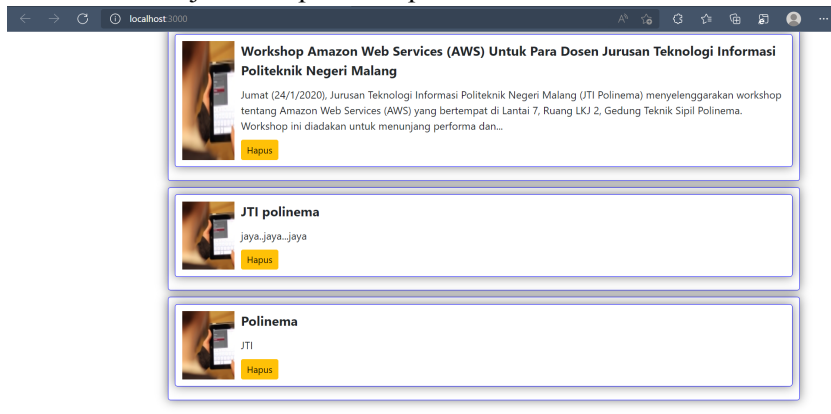 localhost:3000
Workshop Amazon Web Services (AWS) Untuk Para Dosen Jurusan Teknologi Informasi
Politeknik Negeri Malang
Jumat (24/1/2020), Jurusan Teknologi Informasi Politeknik Negeri Malang (JTI Polinema) menyelenggarakan workshop
tentang Amazon Web Services (AWS) yang bertempat di Lantai 7, Ruang LKJ 2, Gedung Teknik Sipil Polinema.
Workshop ini diadakan untuk menunjang performa dan...
Hapus
JTI polinema
jaya..jaya...jaya
Hapus
Polinema
JTI
Hapus